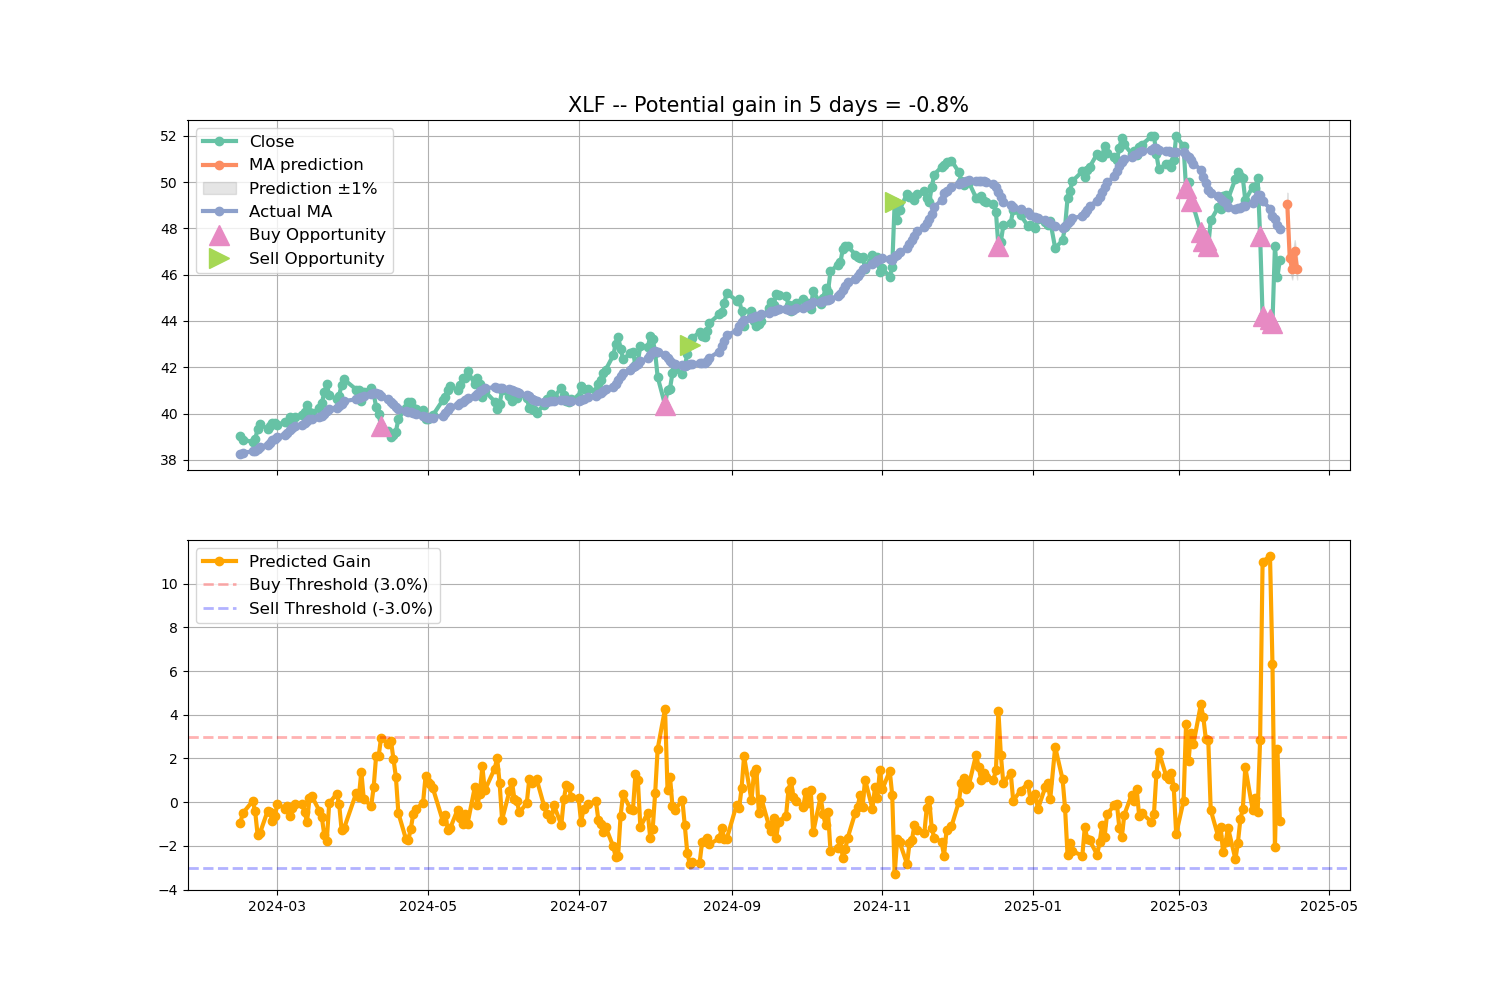 XLF -- Potential gain in 5 days = -0.8%
52
50
48
46
44
42
40
38
Close
MA prediction
Prediction ±1%
Actual MA
Buy Opportunity
Sell Opportunity
10
8
6
4
2
0
−2
−4
Predicted Gain
Buy Threshold (3.0%)
Sell Threshold (-3.0%)
2024-03 2024-05 2024-07 2024-09 2024-11 2025-01 2025-03 2025-05